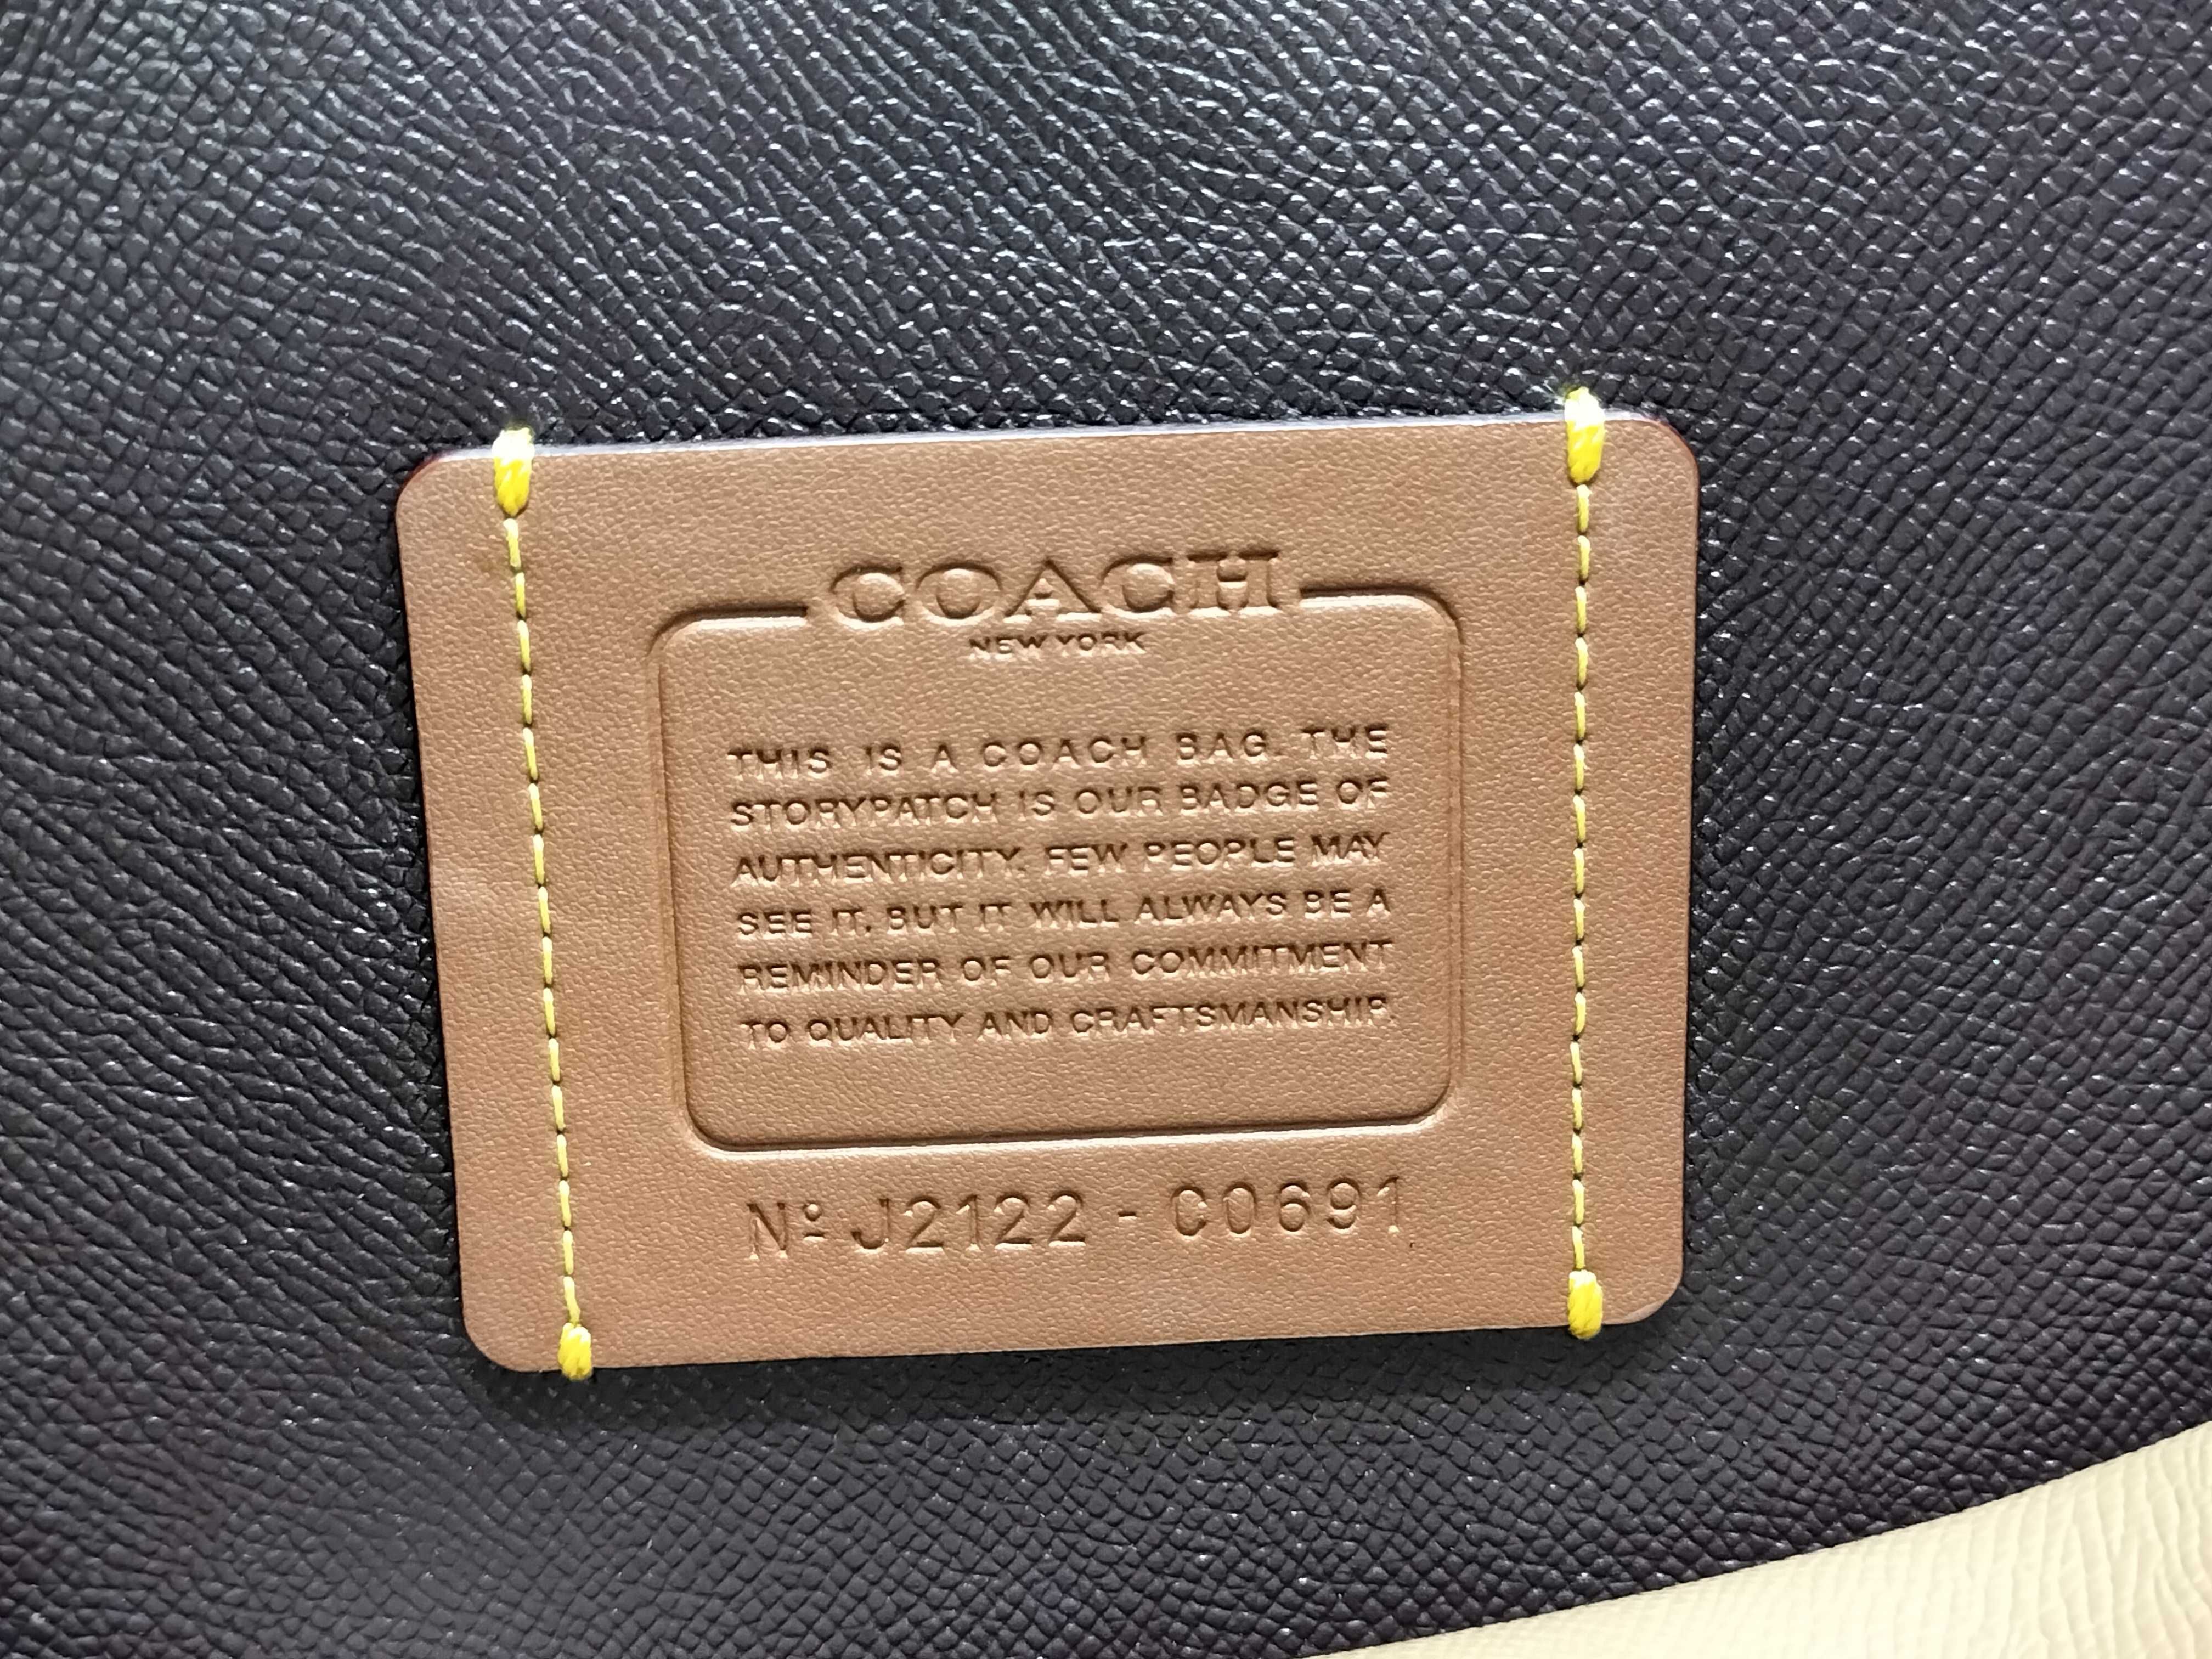 COACH
NEW YORK
THIS IS A COACH BAG. THE
STORYPATCH IS OUR BADGE OF
AUTHENTICITY. FEW PEOPLE MAY
SEE IT, BUT IT WILL ALWAYS BE A
REMINDER OF OUR COMMITMENT
TO QUALITY AND CRAFTSMANSHIP.
Nº J2122 - C0691